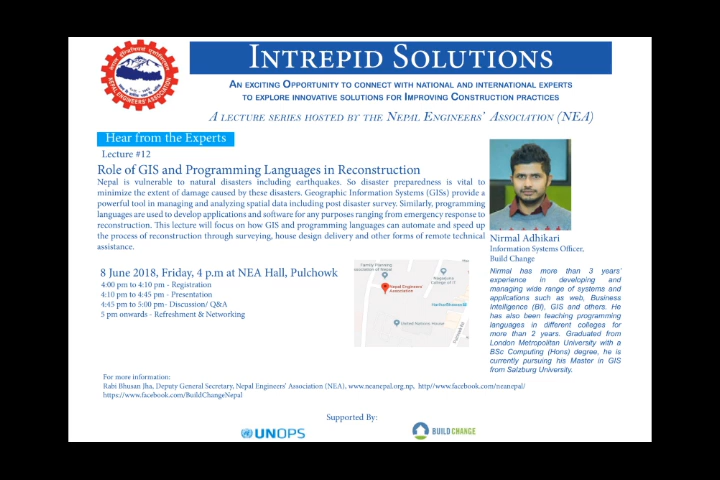 INTREPID SOLUTIONS
AN EXCITING OPPORTUNITY TO CONNECT WITH NATIONAL AND INTERNATIONAL EXPERTS
TO EXPLORE INNOVATIVE SOLUTIONS FOR IMPROVING CONSTRUCTION PRACTICES
A LECTURE SERIES HOSTED BY THE NEPAL ENGINEERS' ASSOCIATION (NEA)
NEPAL ENGINEERS' ASSOCIATION
Hear from the Experts
Lecture #12
Role of GIS and Programming Languages in Reconstruction
Nepal is vulnerable to natural disasters including earthquakes. So disaster preparedness is vital to
minimize the extent of damage caused by these disasters. Geographic Information Systems (GISs) provide a
powerful tool in managing and analyzing spatial data including post disaster survey. Similarly, programming
languages are used to develop applications and software for any purposes ranging from emergency response to
reconstruction. This lecture will focus on how GIS and programming languages can automate and speed up
the process of reconstruction through surveying, house design delivery and other forms of remote technical
assistance.
8 June 2018, Friday, 4 p.m at NEA Hall, Pulchowk
4:00 pm to 4:10 pm - Registration
4:10 pm to 4:45 pm - Presentation
4:45 pm to 5:00 pm- Discussion/ Q&A
5 pm onwards - Refreshment & Networking
Family Planning
Association of Nepal
College of IT
Nepal Engineers'
Association
United Nations House
Nirmal Adhikari
Information Systems Officer,
Build Change
Nirmal has more than 3 years'
experience in developing and
managing wide range of systems and
applications such as web, Business
Intelligence (BI), GIS and others. He
has also been teaching programming
languages in different colleges for
more than 2 years. Graduated from
London Metropolitan University with a
BSc Computing (Hons) degree, he is
currently pursuing his Master in GIS
from Salzburg University.
For more information:
Rabi Bhusan Jha, Deputy General Secretary, Nepal Engineers' Association (NEA), www.neanepal.org.np, http//www.facebook.com/neanepal/
https://www.facebook.com/BuildChangeNepal
Supported By:
UNOPS
BUILD CHANGE